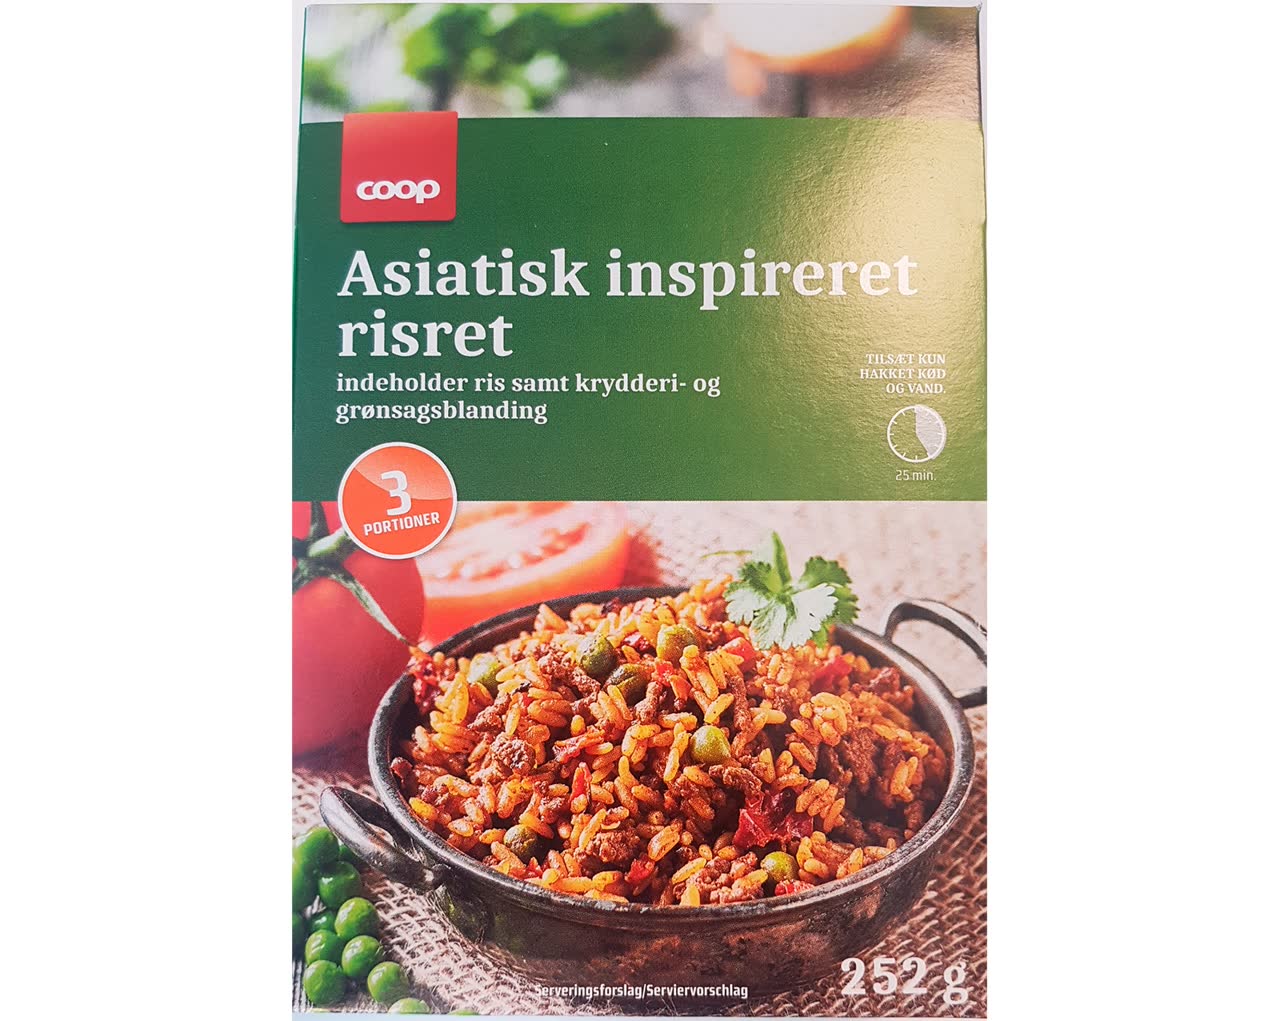 coop
Asiatisk inspireret
risret
indeholder ris samt krydderi- og
grønsagsblanding
TILSÆT KUN
HAKKET KØD
OG VAND.
25 min.
3
PORTIONER
Serveringsforslag/Serviervorschlag
252 g